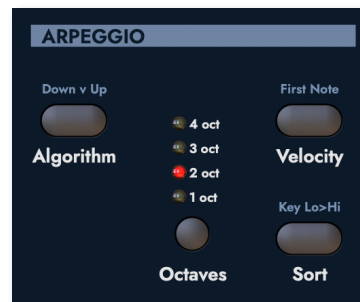 ARPEGGIO
Down v Up
Algorithm
4 oct
3 oct
2 oct
1 oct
Octaves
First Note
Velocity
Key Lo>Hi
Sort